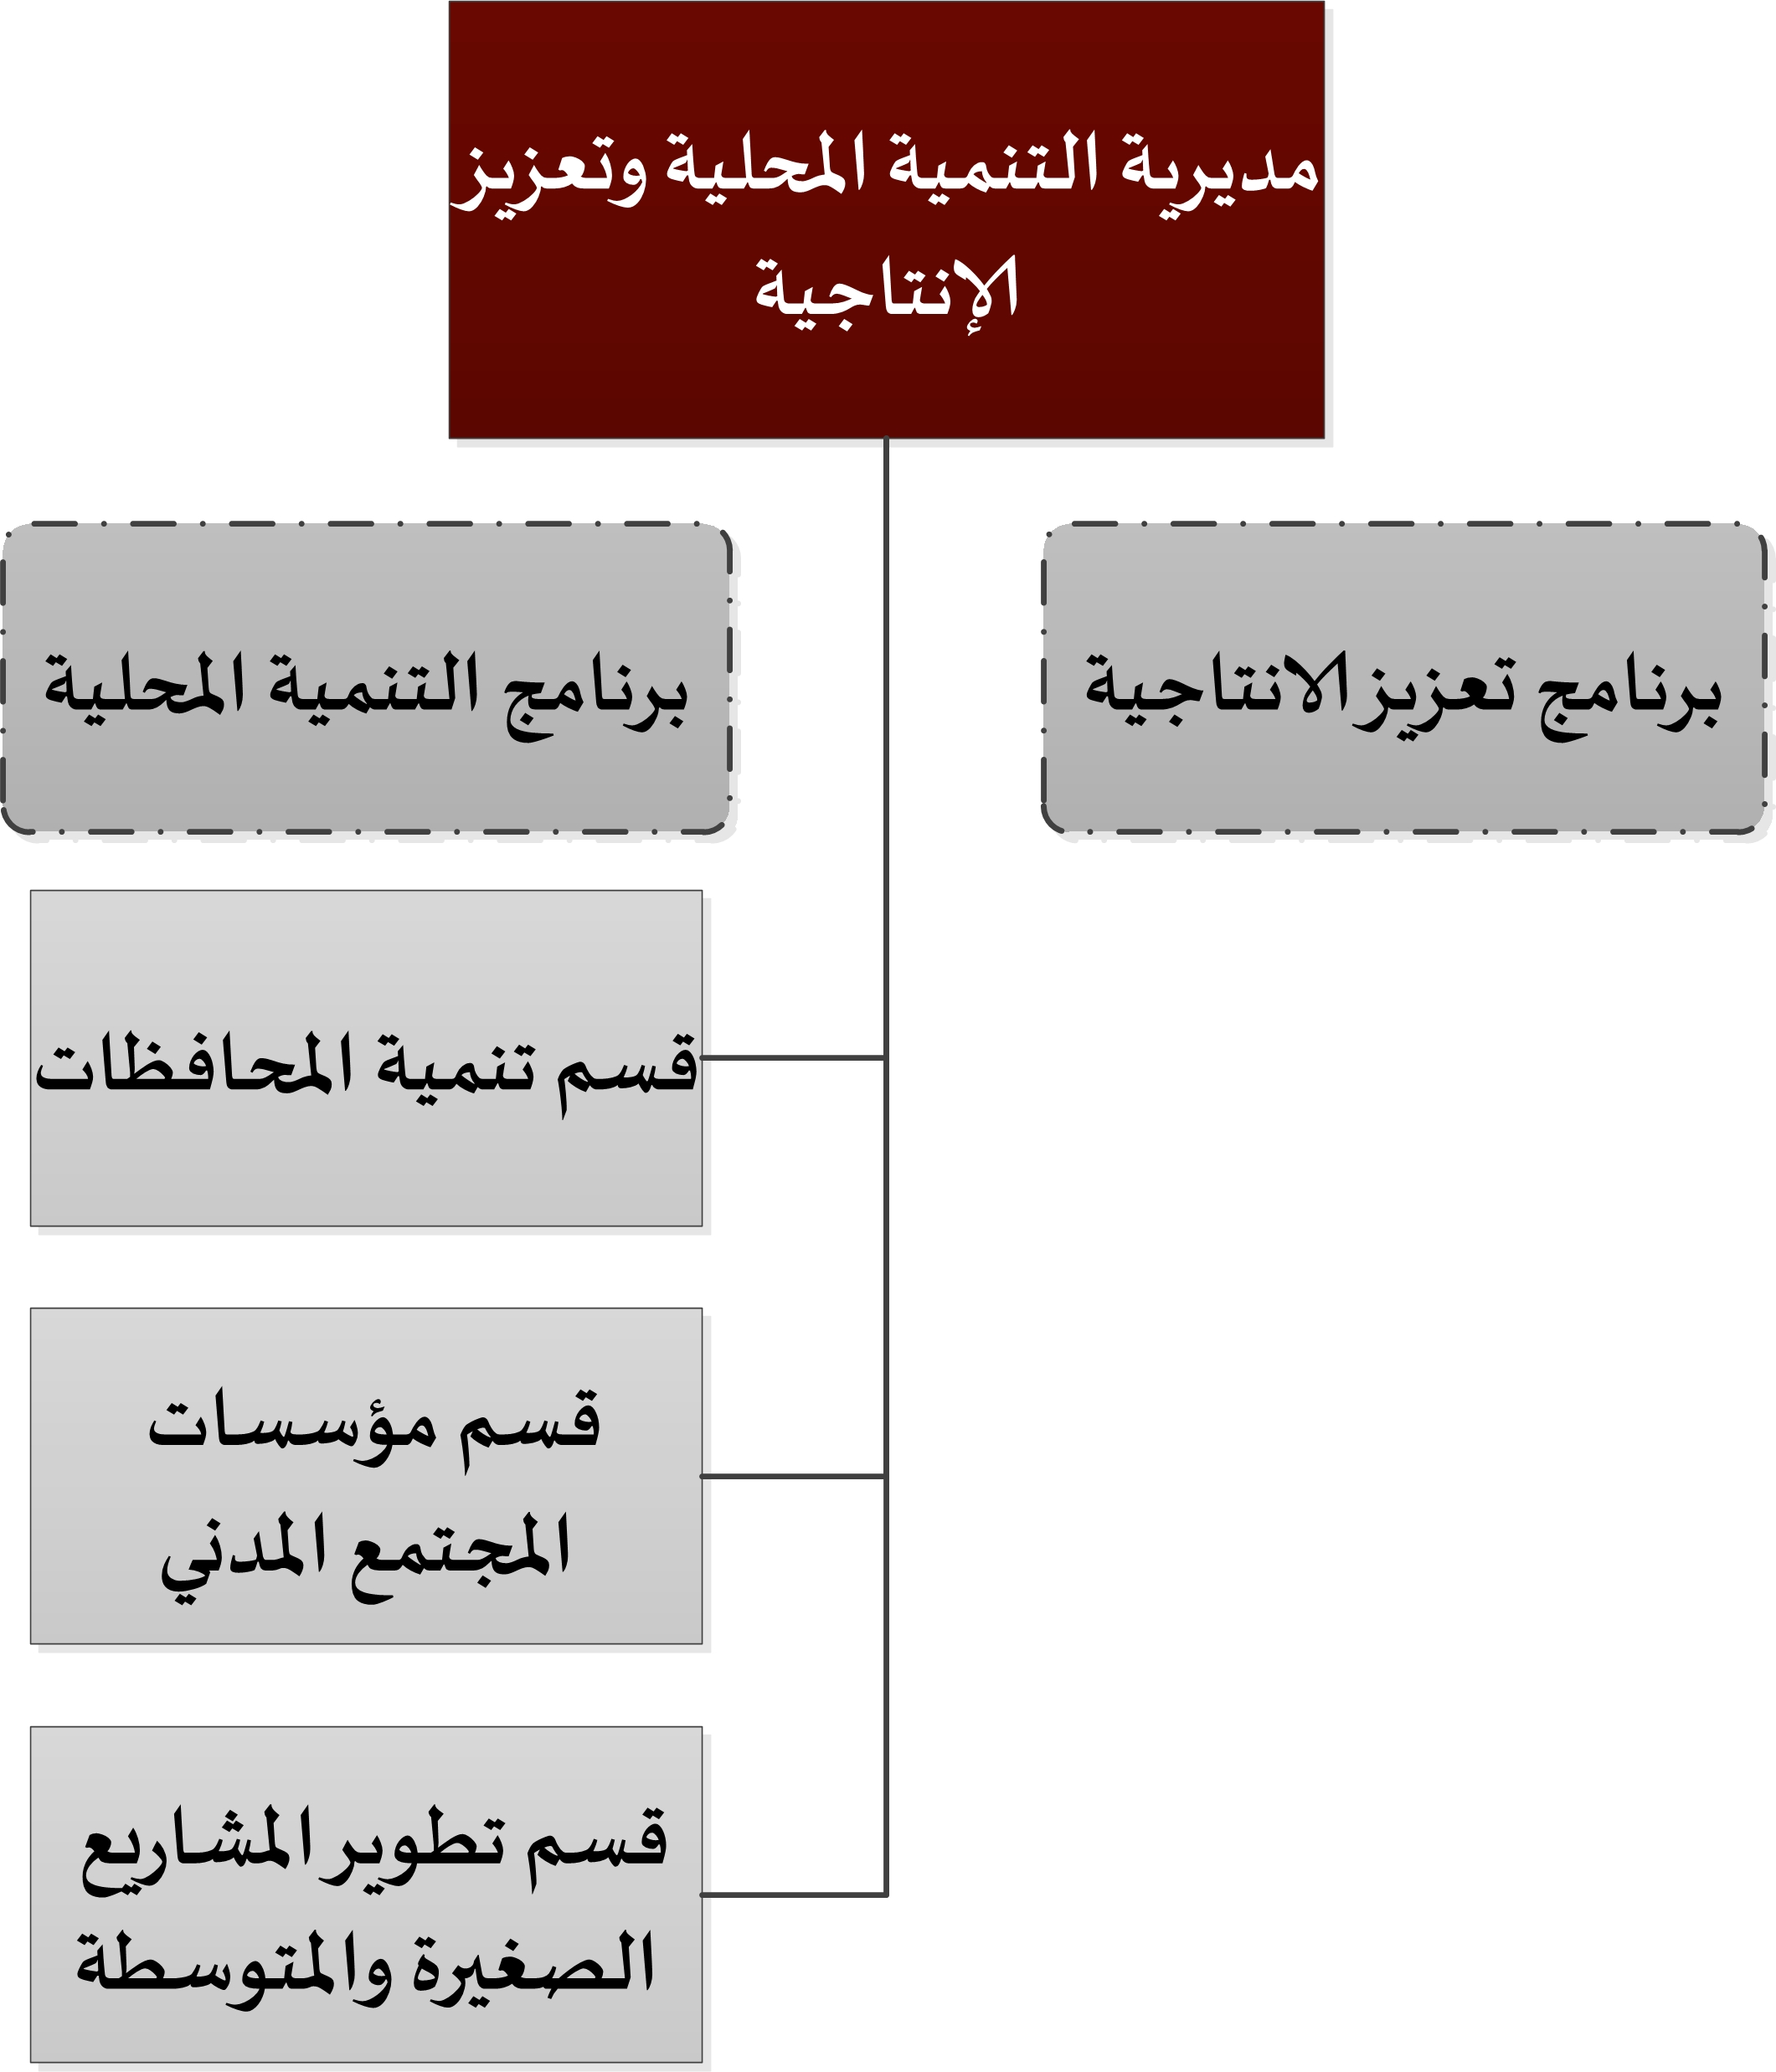 مديرية التنمية المحلية وتعزيز
الإنتاجية
برنامج تعزيز الانتاجية
برنامج التنمية المحلية
قسم تنمية المحافظات
قسم مؤسسات
المجتمع المدني
قسم تطوير المشاريع
الصغيرة والمتوسطة